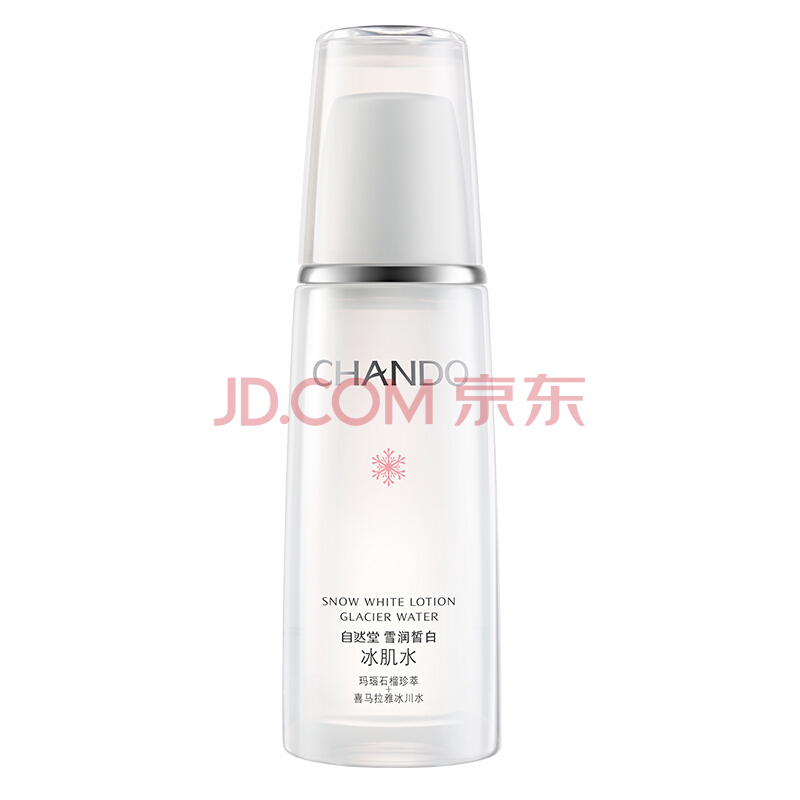 CHANDO
JD.COM 京东
SNOW WHITE LOTION
GLACIER WATER
自然堂 雪润皙白
冰肌水
玛瑙石榴珍萃
+
喜马拉雅冰川水